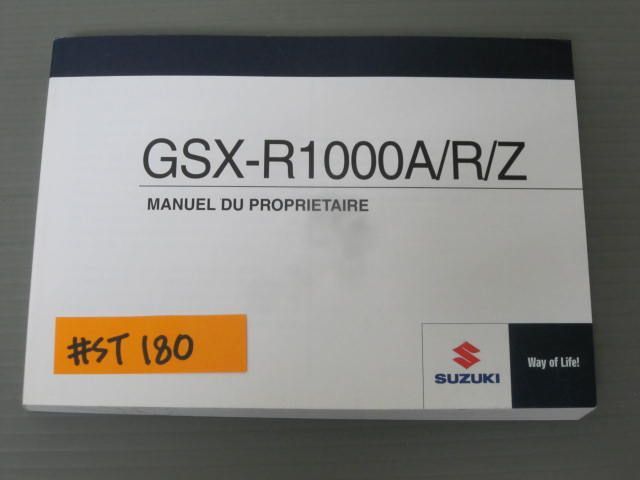 GSX-R1000A/R/Z
MANUEL DU PROPRIETAIRE
#ST 180
SUZUKI
Way of Life!